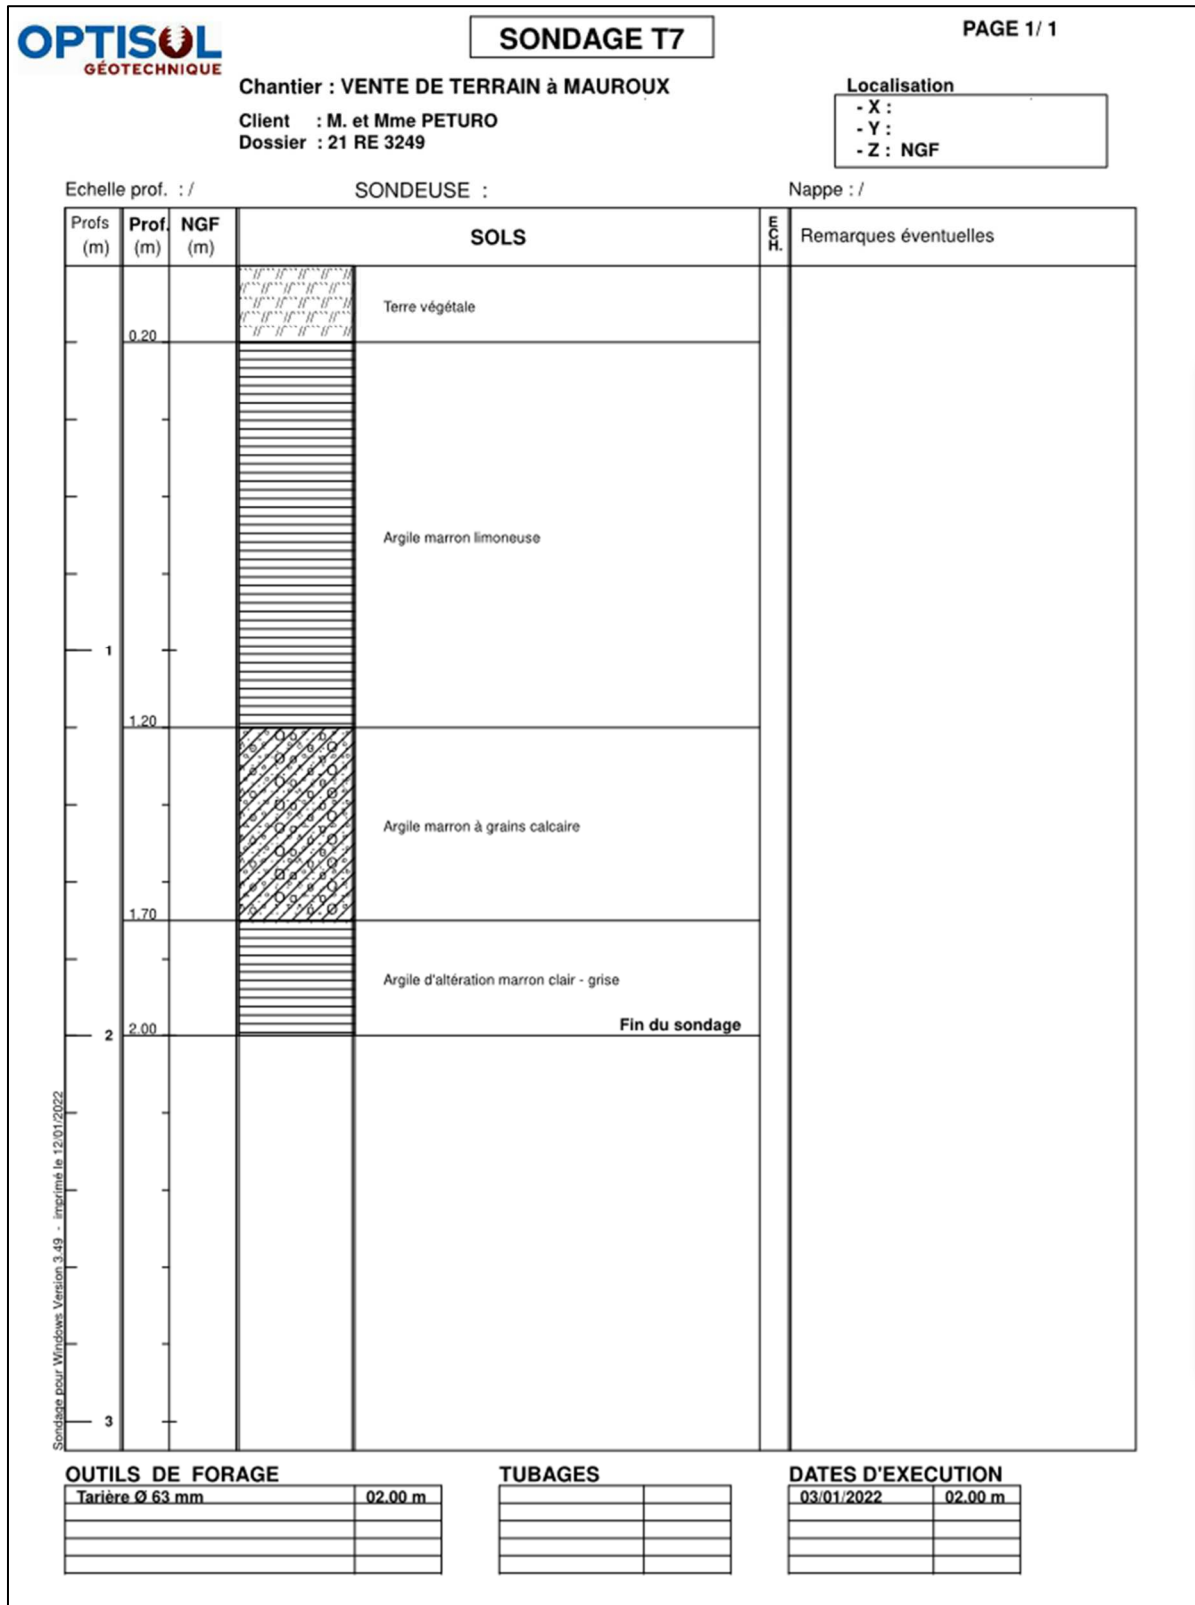 OPTISOL
GÉOTECHNIQUE
SONDAGE T7
PAGE 1/ 1
Chantier : VENTE DE TERRAIN à MAUROUX
Client : M. et Mme PETURO
Dossier : 21 RE 3249
Localisation
- X :
- Y :
- Z : NGF
Echelle prof. : /
SONDEUSE :
Nappe : /
Profs
(m)
Prof.
(m)
NGF
(m)
SOLS
ECH.
Remarques éventuelles
Terre végétale
0.20
Argile marron limoneuse
1
1.20
Argile marron à grains calcaire
1.70
Argile d'altération marron clair - grise
Fin du sondage
2
2.00
3
Sondage pour Windows Version 3.49 - imprimé le 12/01/2022
OUTILS DE FORAGE
Tarière Ø 63 mm 02.00 m
TUBAGES
DATES D'EXECUTION
03/01/2022 02.00 m